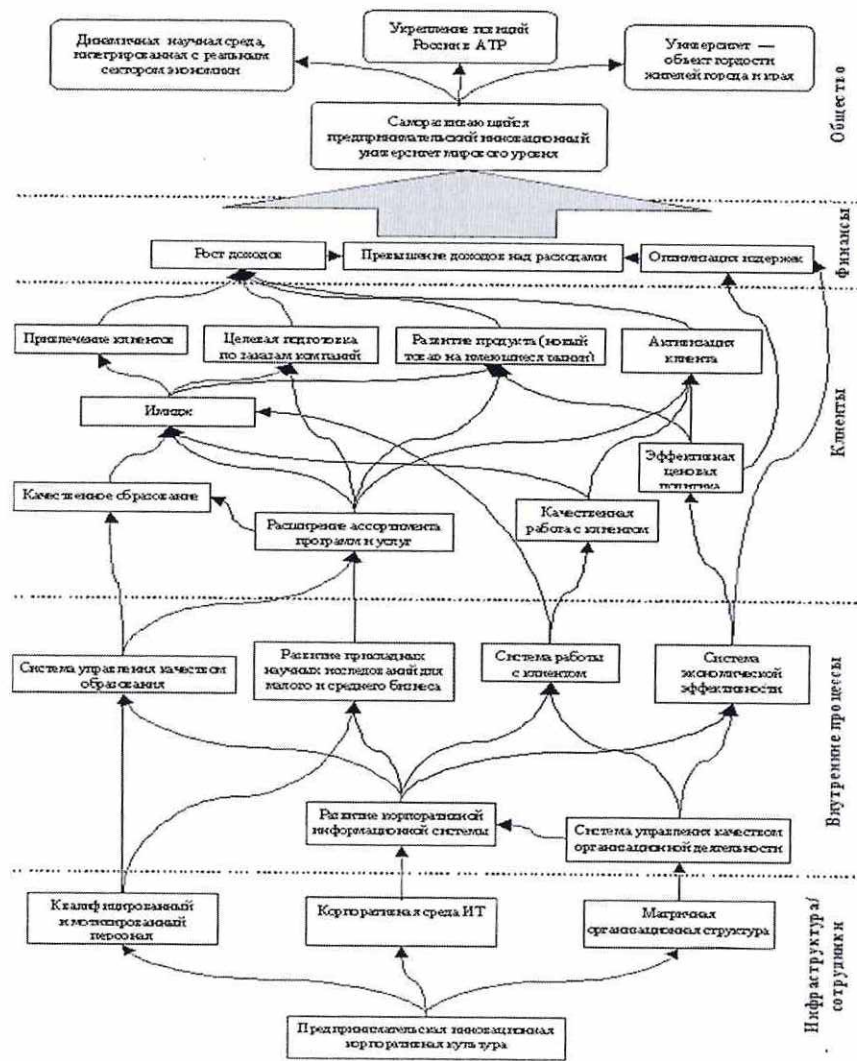 Динамичная научная среда,
интегрированная с реальным
сектором экономики
Укрепление позиций
России в АТР
Университет —
объект гордости
жителей города и края
Саморазвивающийся
предпринимательский инновационный
университет мирового уровня
Общество
Рост доходов
Превышение доходов над расходами
Оптимизация издержек
Финансы
Привлечение клиентов
Целевая подготовка
по заказам компаний
Развитие продукта (новый
товар на имеющиеся рынки)
Активизация
клиента
Имидж
Эффективная
ценовая
политика
Качественное образование
Расширение ассортимента
программ и услуг
Качественная
работа с клиентом
Клиенты
Система управления качеством
образования
Развитие прикладных
научных исследований для
малого и среднего бизнеса
Система работы
с клиентом
Система
экономической
эффективности
Развитие корпоративной
информационной системы
Система управления качеством
организационной деятельности
Внутренние процессы
Квалифицированный
и мотивированный
персонал
Корпоративная среда ИТ
Матричная
организационная структура
Предпринимательская инновационная
корпоративная культура
Инфраструктура/
сотрудники